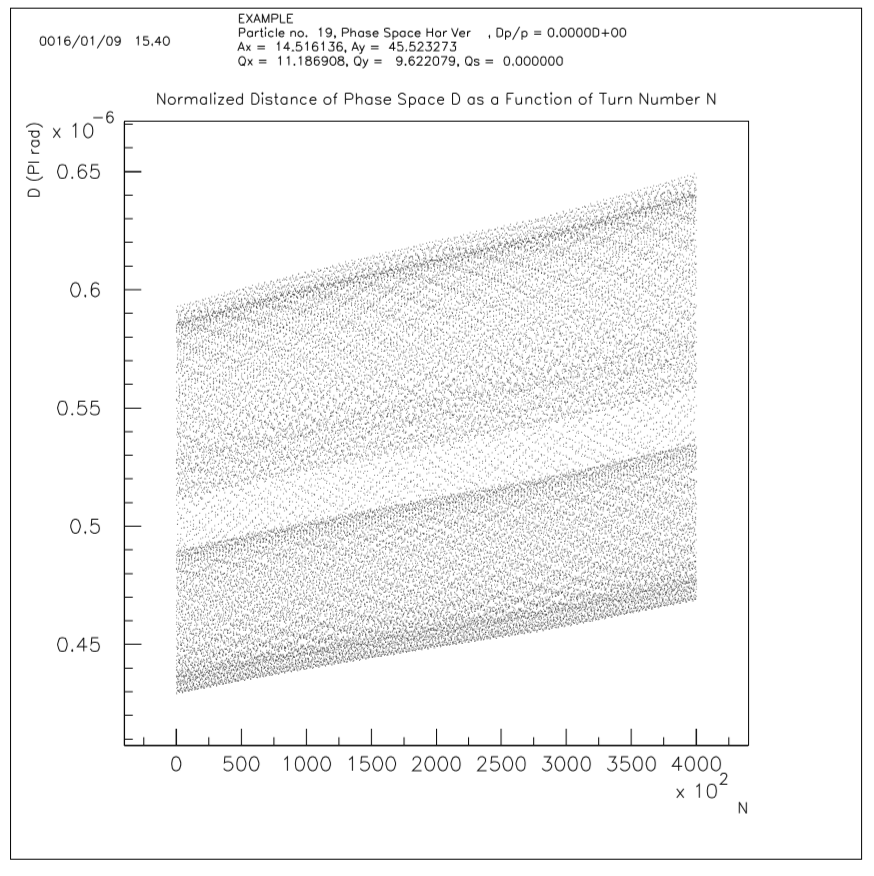 EXAMPLE
0016/01/09 15.40
Particle no. 19, Phase Space Hor Ver , Dp/p = 0.0000D+00
Ax = 14.516136, Ay = 45.523273
Qx = 11.186908, Qy = 9.622079, Qs = 0.000000
Normalized Distance of Phase Space D as a Function of Turn Number N
D (PI rad)
x 10⁻⁶
0.65
0.6
0.55
0.5
0.45
0 500 1000 1500 2000 2500 3000 3500 4000
x 10²
N